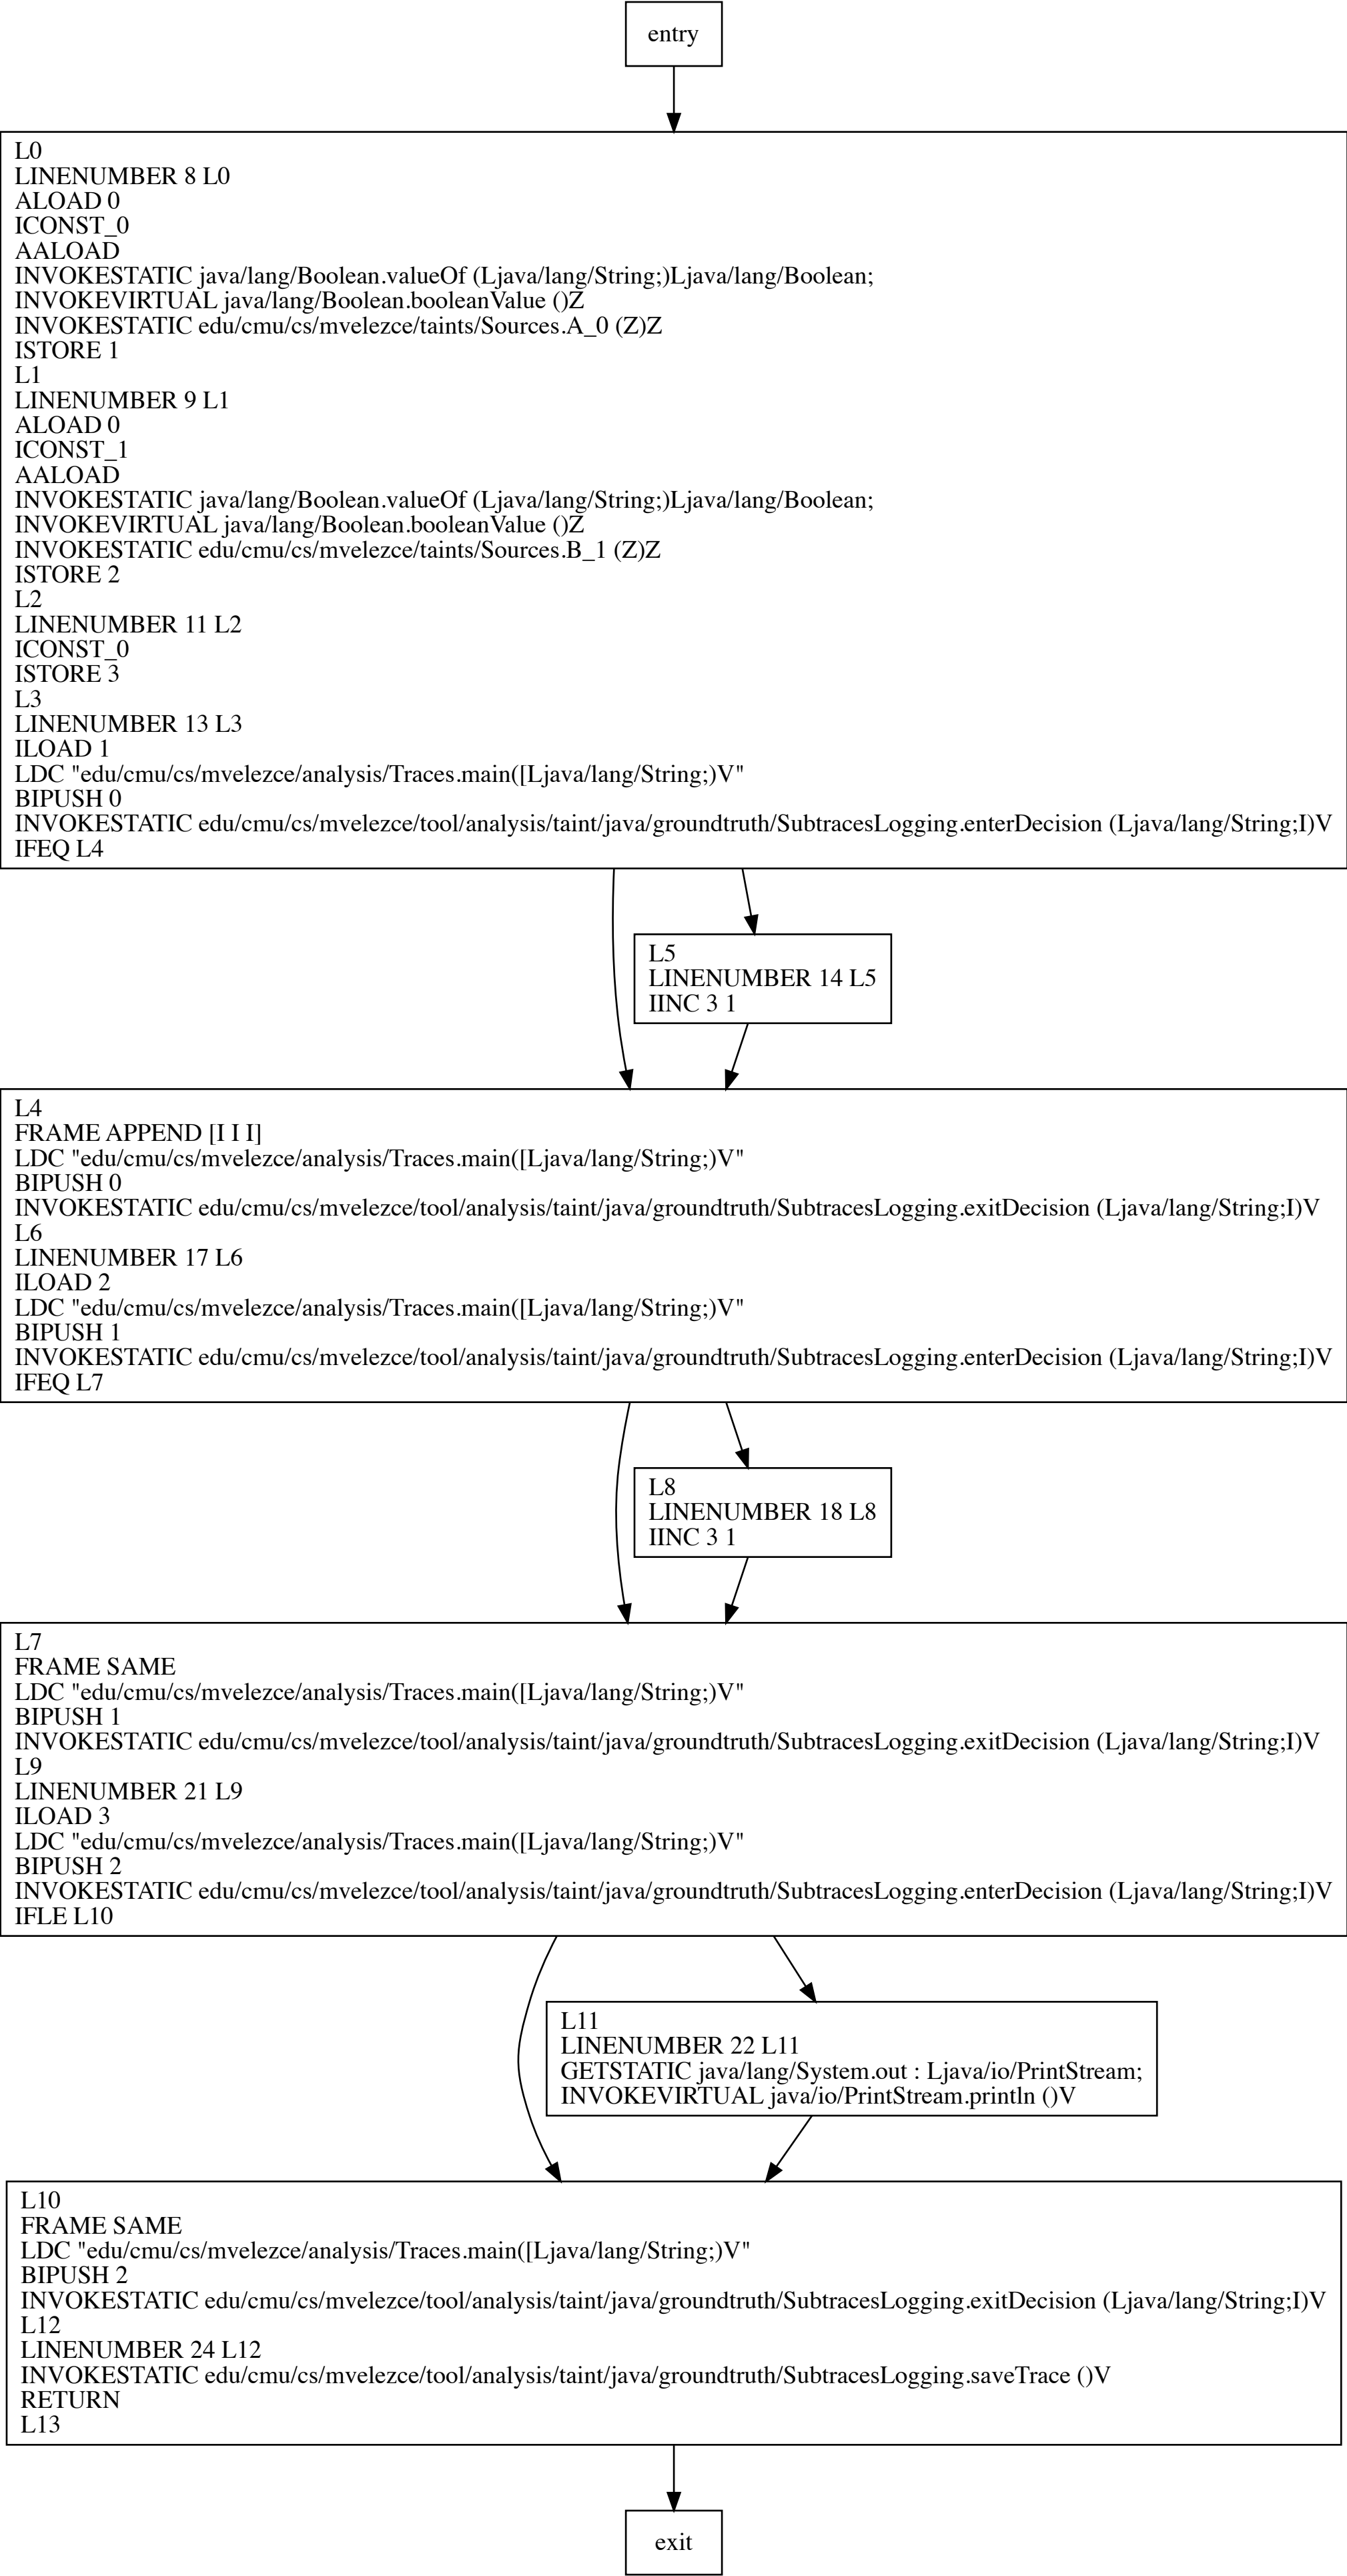 entry
L0
LINENUMBER 8 L0
ALOAD 0
ICONST_0
AALOAD
INVOKESTATIC java/lang/Boolean.valueOf (Ljava/lang/String;)Ljava/lang/Boolean;
INVOKEVIRTUAL java/lang/Boolean.booleanValue ()Z
INVOKESTATIC edu/cmu/cs/mvelezce/taints/Sources.A_0 (Z)Z
ISTORE 1
L1
LINENUMBER 9 L1
ALOAD 0
ICONST_1
AALOAD
INVOKESTATIC java/lang/Boolean.valueOf (Ljava/lang/String;)Ljava/lang/Boolean;
INVOKEVIRTUAL java/lang/Boolean.booleanValue ()Z
INVOKESTATIC edu/cmu/cs/mvelezce/taints/Sources.B_1 (Z)Z
ISTORE 2
L2
LINENUMBER 11 L2
ICONST_0
ISTORE 3
L3
LINENUMBER 13 L3
ILOAD 1
LDC "edu/cmu/cs/mvelezce/analysis/Traces.main([Ljava/lang/String;)V"
BIPUSH 0
INVOKESTATIC edu/cmu/cs/mvelezce/tool/analysis/taint/java/groundtruth/SubtracesLogging.enterDecision (Ljava/lang/String;I)V
IFEQ L4
L5
LINENUMBER 14 L5
IINC 3 1
L4
FRAME APPEND [I I I]
LDC "edu/cmu/cs/mvelezce/analysis/Traces.main([Ljava/lang/String;)V"
BIPUSH 0
INVOKESTATIC edu/cmu/cs/mvelezce/tool/analysis/taint/java/groundtruth/SubtracesLogging.exitDecision (Ljava/lang/String;I)V
L6
LINENUMBER 17 L6
ILOAD 2
LDC "edu/cmu/cs/mvelezce/analysis/Traces.main([Ljava/lang/String;)V"
BIPUSH 1
INVOKESTATIC edu/cmu/cs/mvelezce/tool/analysis/taint/java/groundtruth/SubtracesLogging.enterDecision (Ljava/lang/String;I)V
IFEQ L7
L8
LINENUMBER 18 L8
IINC 3 1
L7
FRAME SAME
LDC "edu/cmu/cs/mvelezce/analysis/Traces.main([Ljava/lang/String;)V"
BIPUSH 1
INVOKESTATIC edu/cmu/cs/mvelezce/tool/analysis/taint/java/groundtruth/SubtracesLogging.exitDecision (Ljava/lang/String;I)V
L9
LINENUMBER 21 L9
ILOAD 3
LDC "edu/cmu/cs/mvelezce/analysis/Traces.main([Ljava/lang/String;)V"
BIPUSH 2
INVOKESTATIC edu/cmu/cs/mvelezce/tool/analysis/taint/java/groundtruth/SubtracesLogging.enterDecision (Ljava/lang/String;I)V
IFLE L10
L11
LINENUMBER 22 L11
GETSTATIC java/lang/System.out : Ljava/io/PrintStream;
INVOKEVIRTUAL java/io/PrintStream.println ()V
L10
FRAME SAME
LDC "edu/cmu/cs/mvelezce/analysis/Traces.main([Ljava/lang/String;)V"
BIPUSH 2
INVOKESTATIC edu/cmu/cs/mvelezce/tool/analysis/taint/java/groundtruth/SubtracesLogging.exitDecision (Ljava/lang/String;I)V
L12
LINENUMBER 24 L12
INVOKESTATIC edu/cmu/cs/mvelezce/tool/analysis/taint/java/groundtruth/SubtracesLogging.saveTrace ()V
RETURN
L13
exit